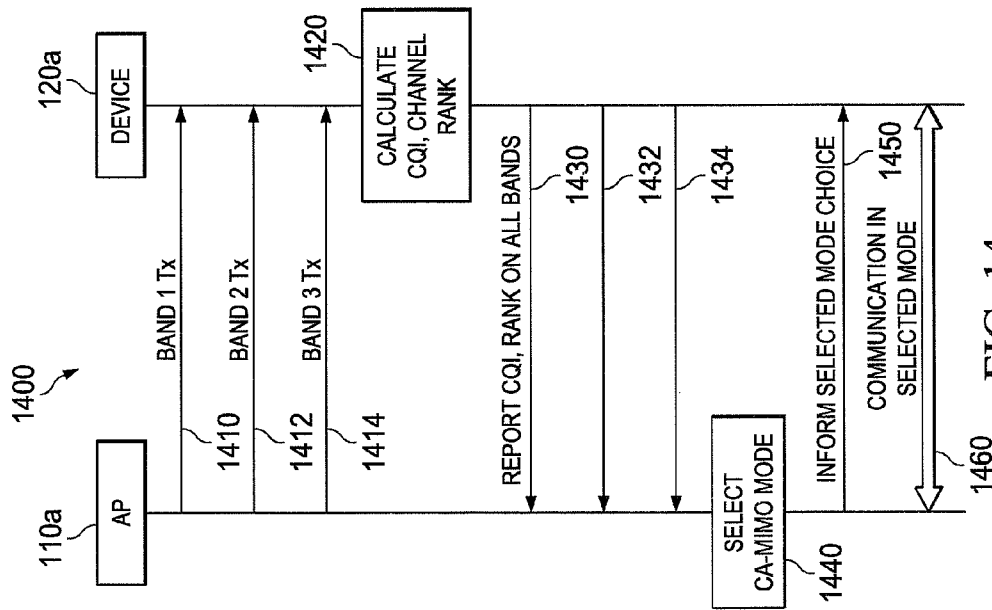 1400
110a
AP
120a
DEVICE
BAND 1 Tx
1410
BAND 2 Tx
1412
BAND 3 Tx
1414
CALCULATE
CQI, CHANNEL
RANK
1420
REPORT CQI, RANK ON ALL BANDS
1430
1432
1434
SELECT
CA-MIMO MODE
1440
INFORM SELECTED MODE CHOICE
1450
COMMUNICATION IN
SELECTED MODE
1460
FIG. 14